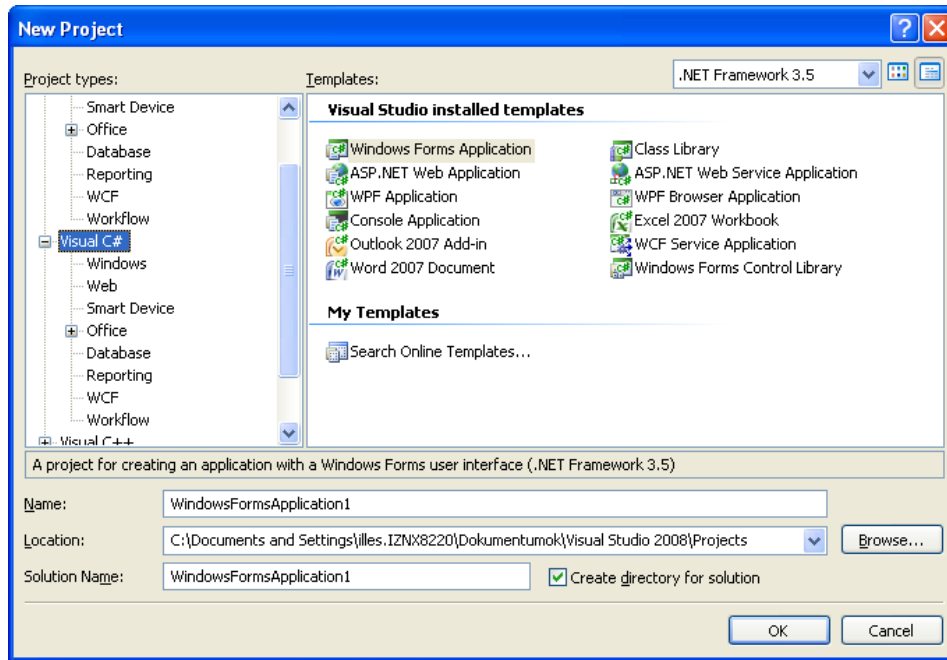 New Project
Project types:
Templates:
.NET Framework 3.5
Smart Device
Office
Database
Reporting
WCF
Workflow
Visual C#
Windows
Web
Smart Device
Office
Database
Reporting
WCF
Workflow
Visual C++
Visual Studio installed templates
Windows Forms Application
Class Library
ASP.NET Web Application
ASP.NET Web Service Application
WPF Application
WPF Browser Application
Console Application
Excel 2007 Workbook
Outlook 2007 Add-in
WCF Service Application
Word 2007 Document
Windows Forms Control Library
My Templates
Search Online Templates...
A project for creating an application with a Windows Forms user interface (.NET Framework 3.5)
Name:
WindowsFormsApplication1
Location:
C:\Documents and Settings\illes.IZNX8220\Dokumentumok\Visual Studio 2008\Projects
Browse...
Solution Name:
WindowsFormsApplication1
Create directory for solution
OK
Cancel